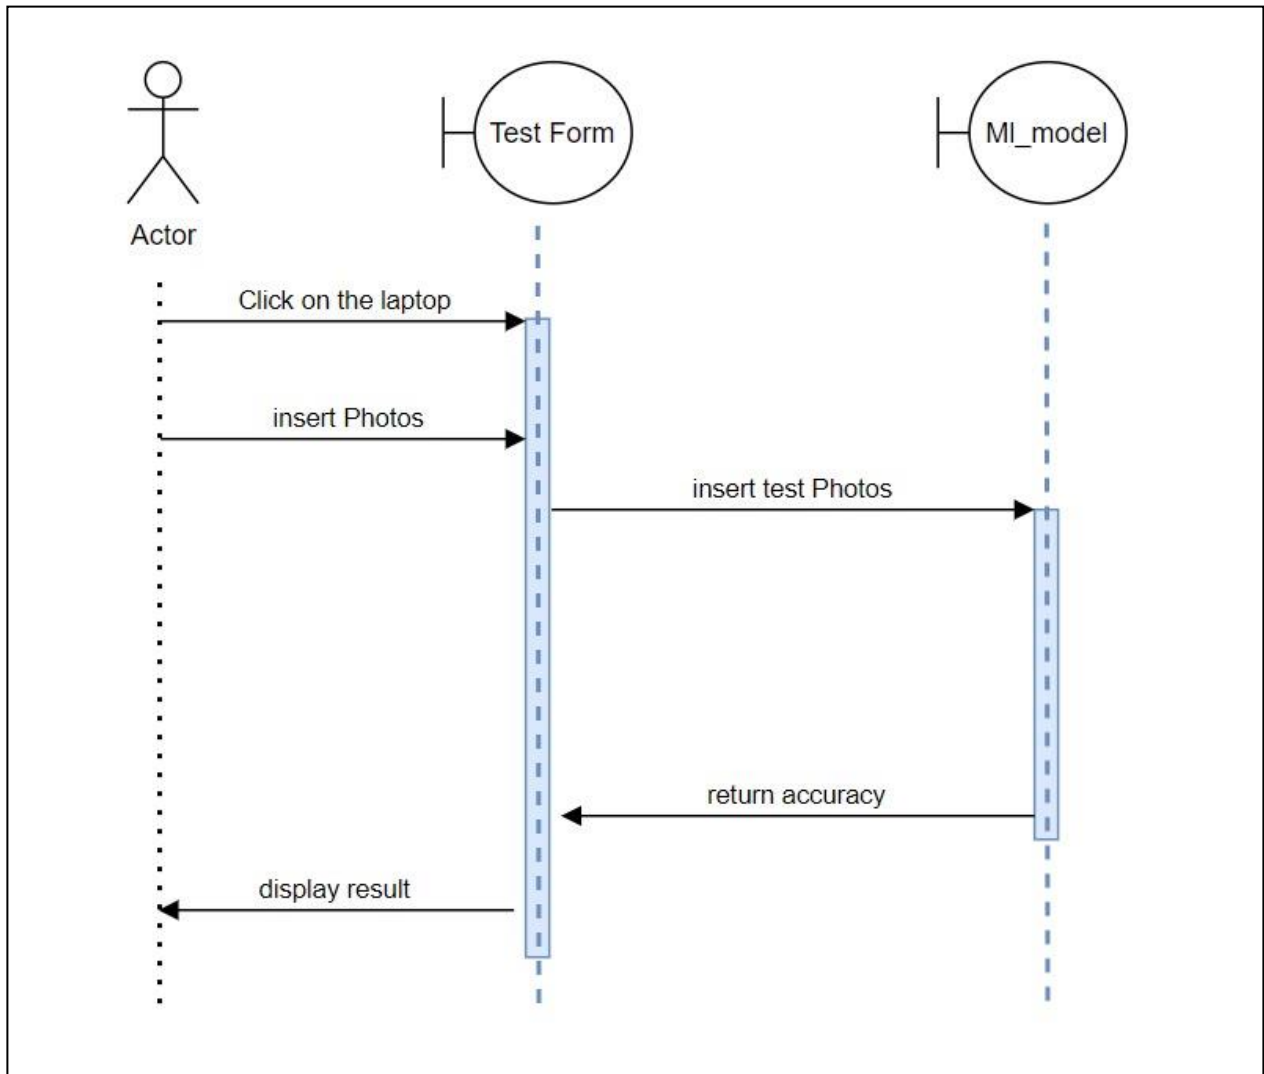 Test Form
Ml_model
Actor
Click on the laptop
insert Photos
insert test Photos
return accuracy
display result